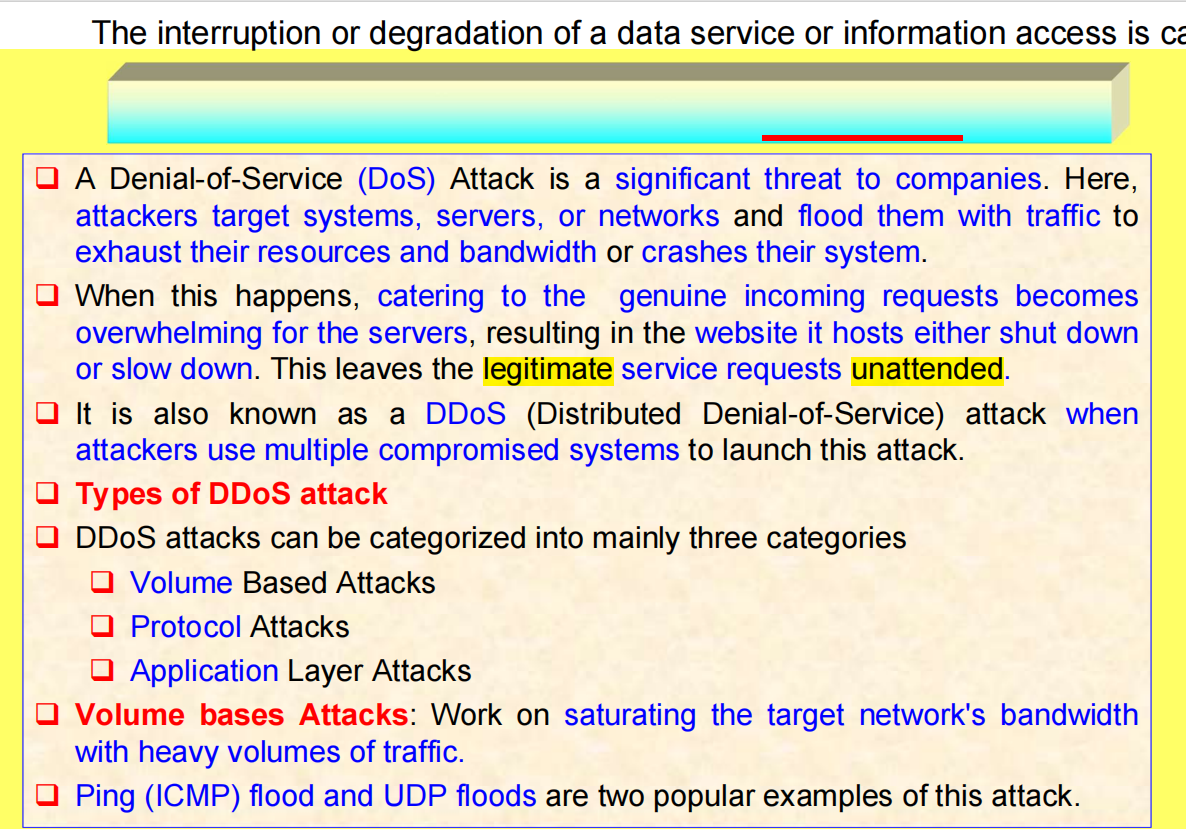 The interruption or degradation of a data service or information access is ca
❑ A Denial-of-Service (DoS) Attack is a significant threat to companies. Here,
attackers target systems, servers, or networks and flood them with traffic to
exhaust their resources and bandwidth or crashes their system.
❑ When this happens, catering to the genuine incoming requests becomes
overwhelming for the servers, resulting in the website it hosts either shut down
or slow down. This leaves the legitimate service requests unattended.
❑ It is also known as a DDoS (Distributed Denial-of-Service) attack when
attackers use multiple compromised systems to launch this attack.
❑ Types of DDoS attack
❑ DDoS attacks can be categorized into mainly three categories
❑ Volume Based Attacks
❑ Protocol Attacks
❑ Application Layer Attacks
❑ Volume bases Attacks: Work on saturating the target network's bandwidth
with heavy volumes of traffic.
❑ Ping (ICMP) flood and UDP floods are two popular examples of this attack.